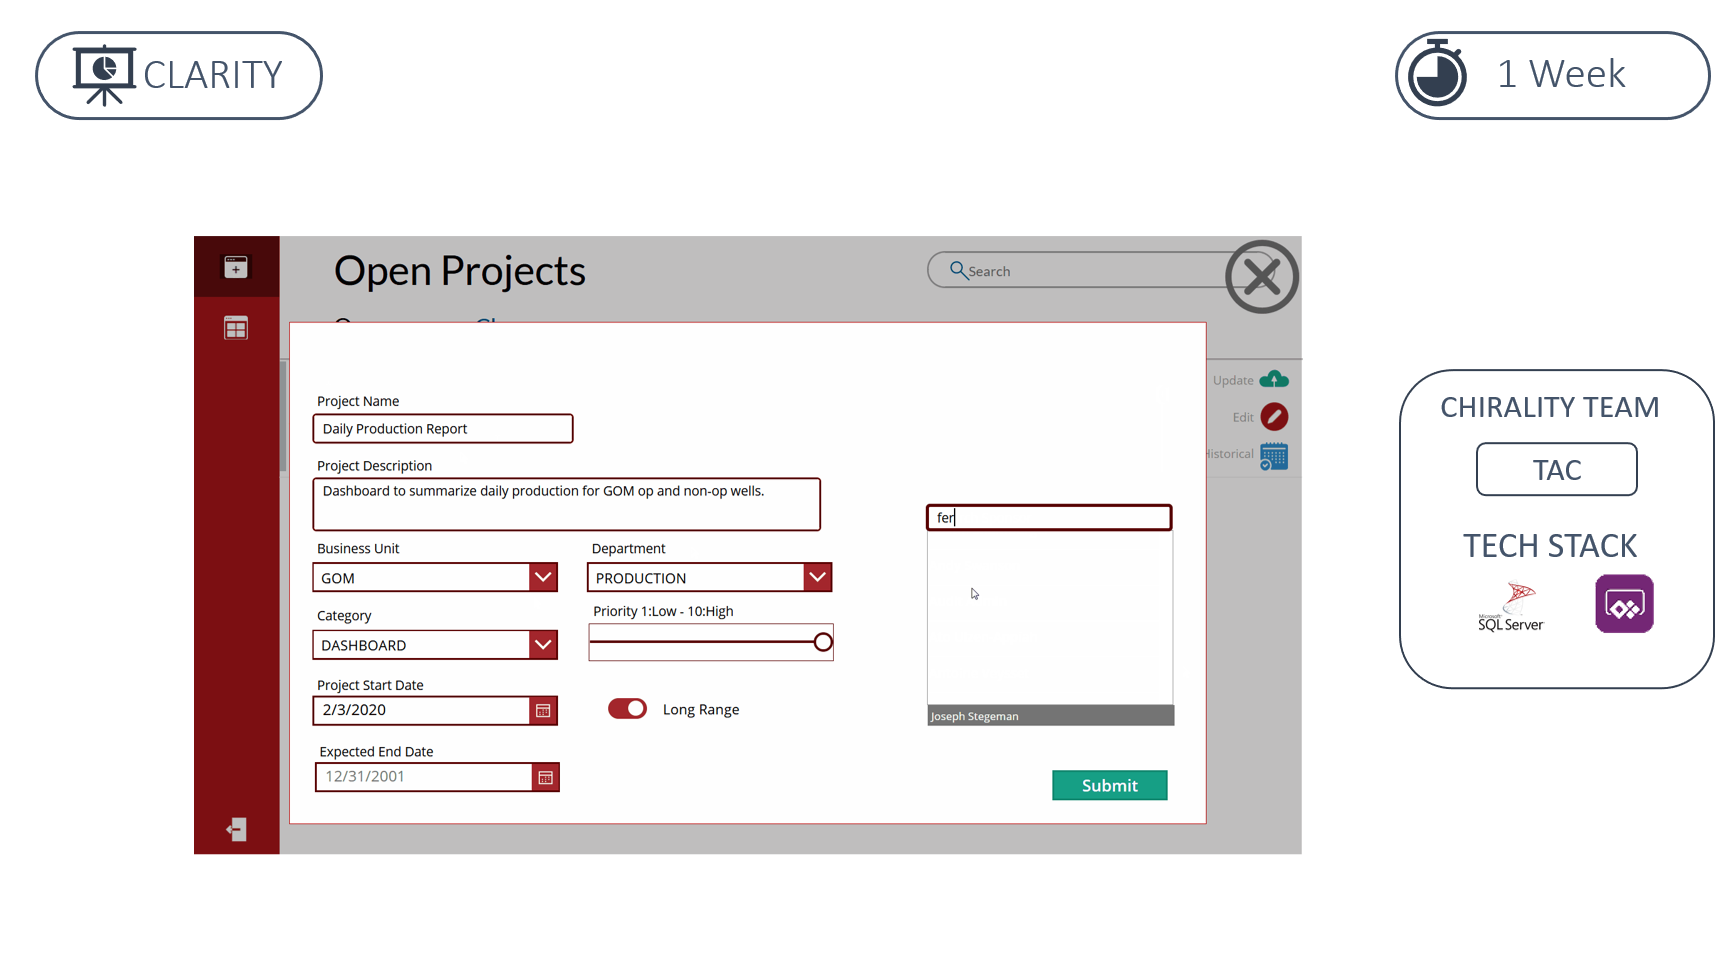 CLARITY
1 Week
Open Projects
Search
Update
Edit
Historical
Project Name
Daily Production Report
Project Description
Dashboard to summarize daily production for GOM op and non-op wells.
fer
Business Unit
Department
GOM
PRODUCTION
Category
Priority 1:Low - 10:High
DASHBOARD
Project Start Date
2/3/2020
Long Range
Joseph Stegeman
Expected End Date
12/31/2001
Submit
CHIRALITY TEAM
TAC
TECH STACK
Microsoft
SQL Server